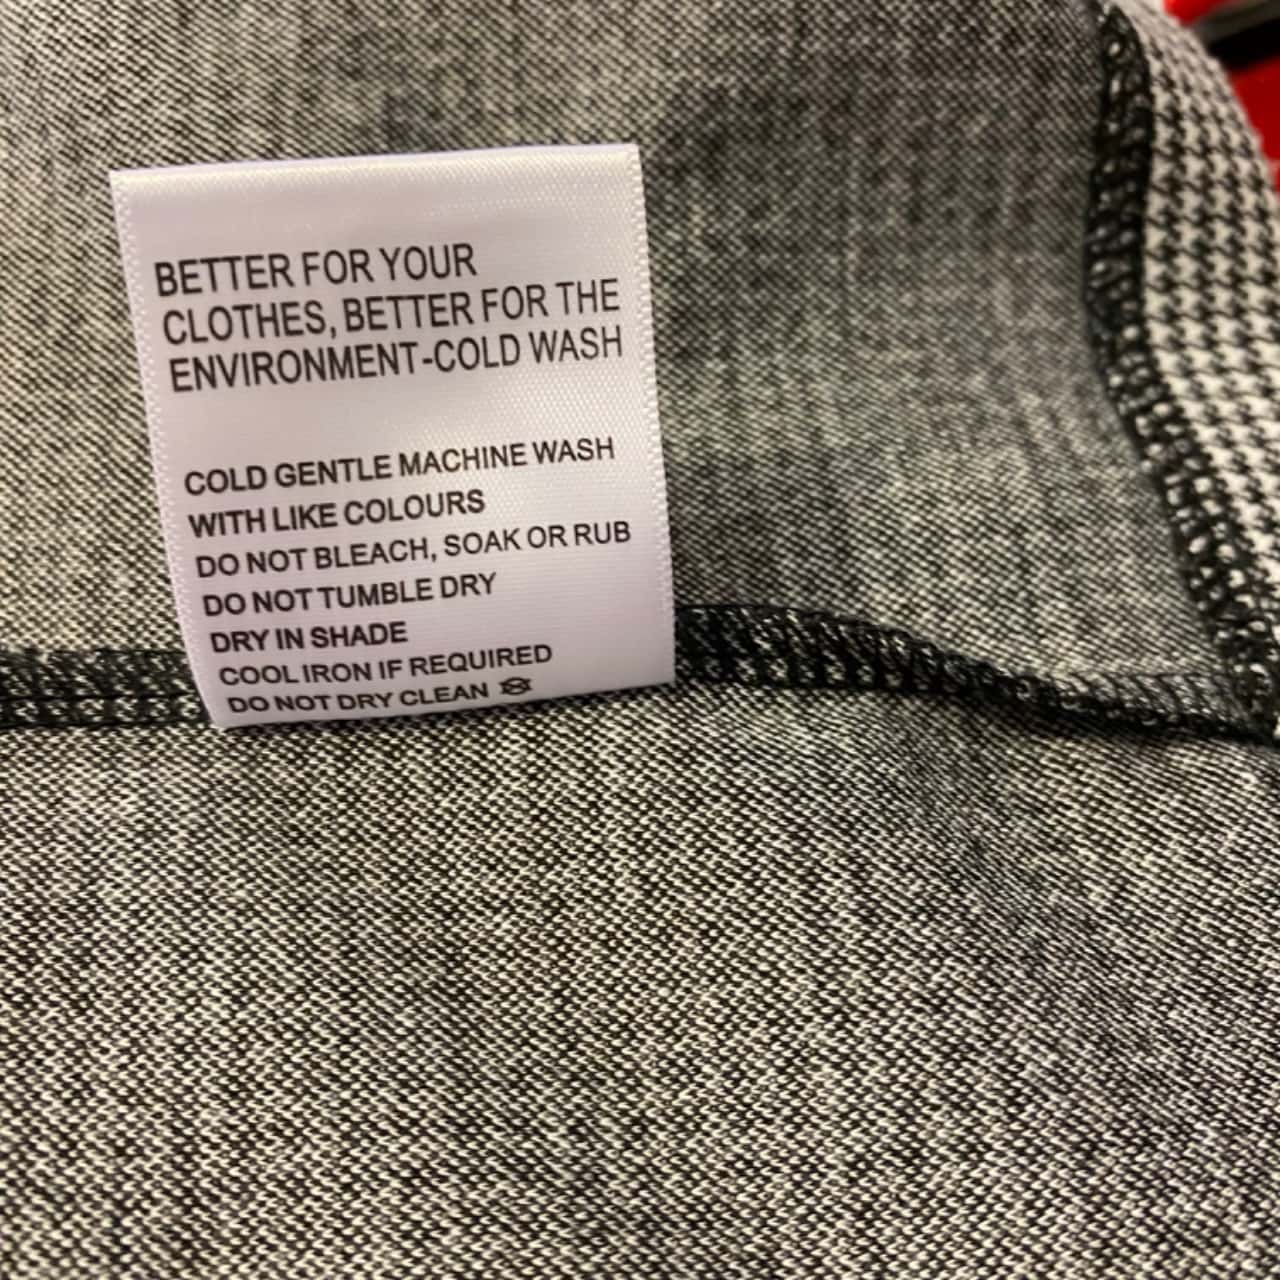 BETTER FOR YOUR
CLOTHES, BETTER FOR THE
ENVIRONMENT-COLD WASH
COLD GENTLE MACHINE WASH
WITH LIKE COLOURS
DO NOT BLEACH, SOAK OR RUB
DO NOT TUMBLE DRY
DRY IN SHADE
COOL IRON IF REQUIRED
DO NOT DRY CLEAN